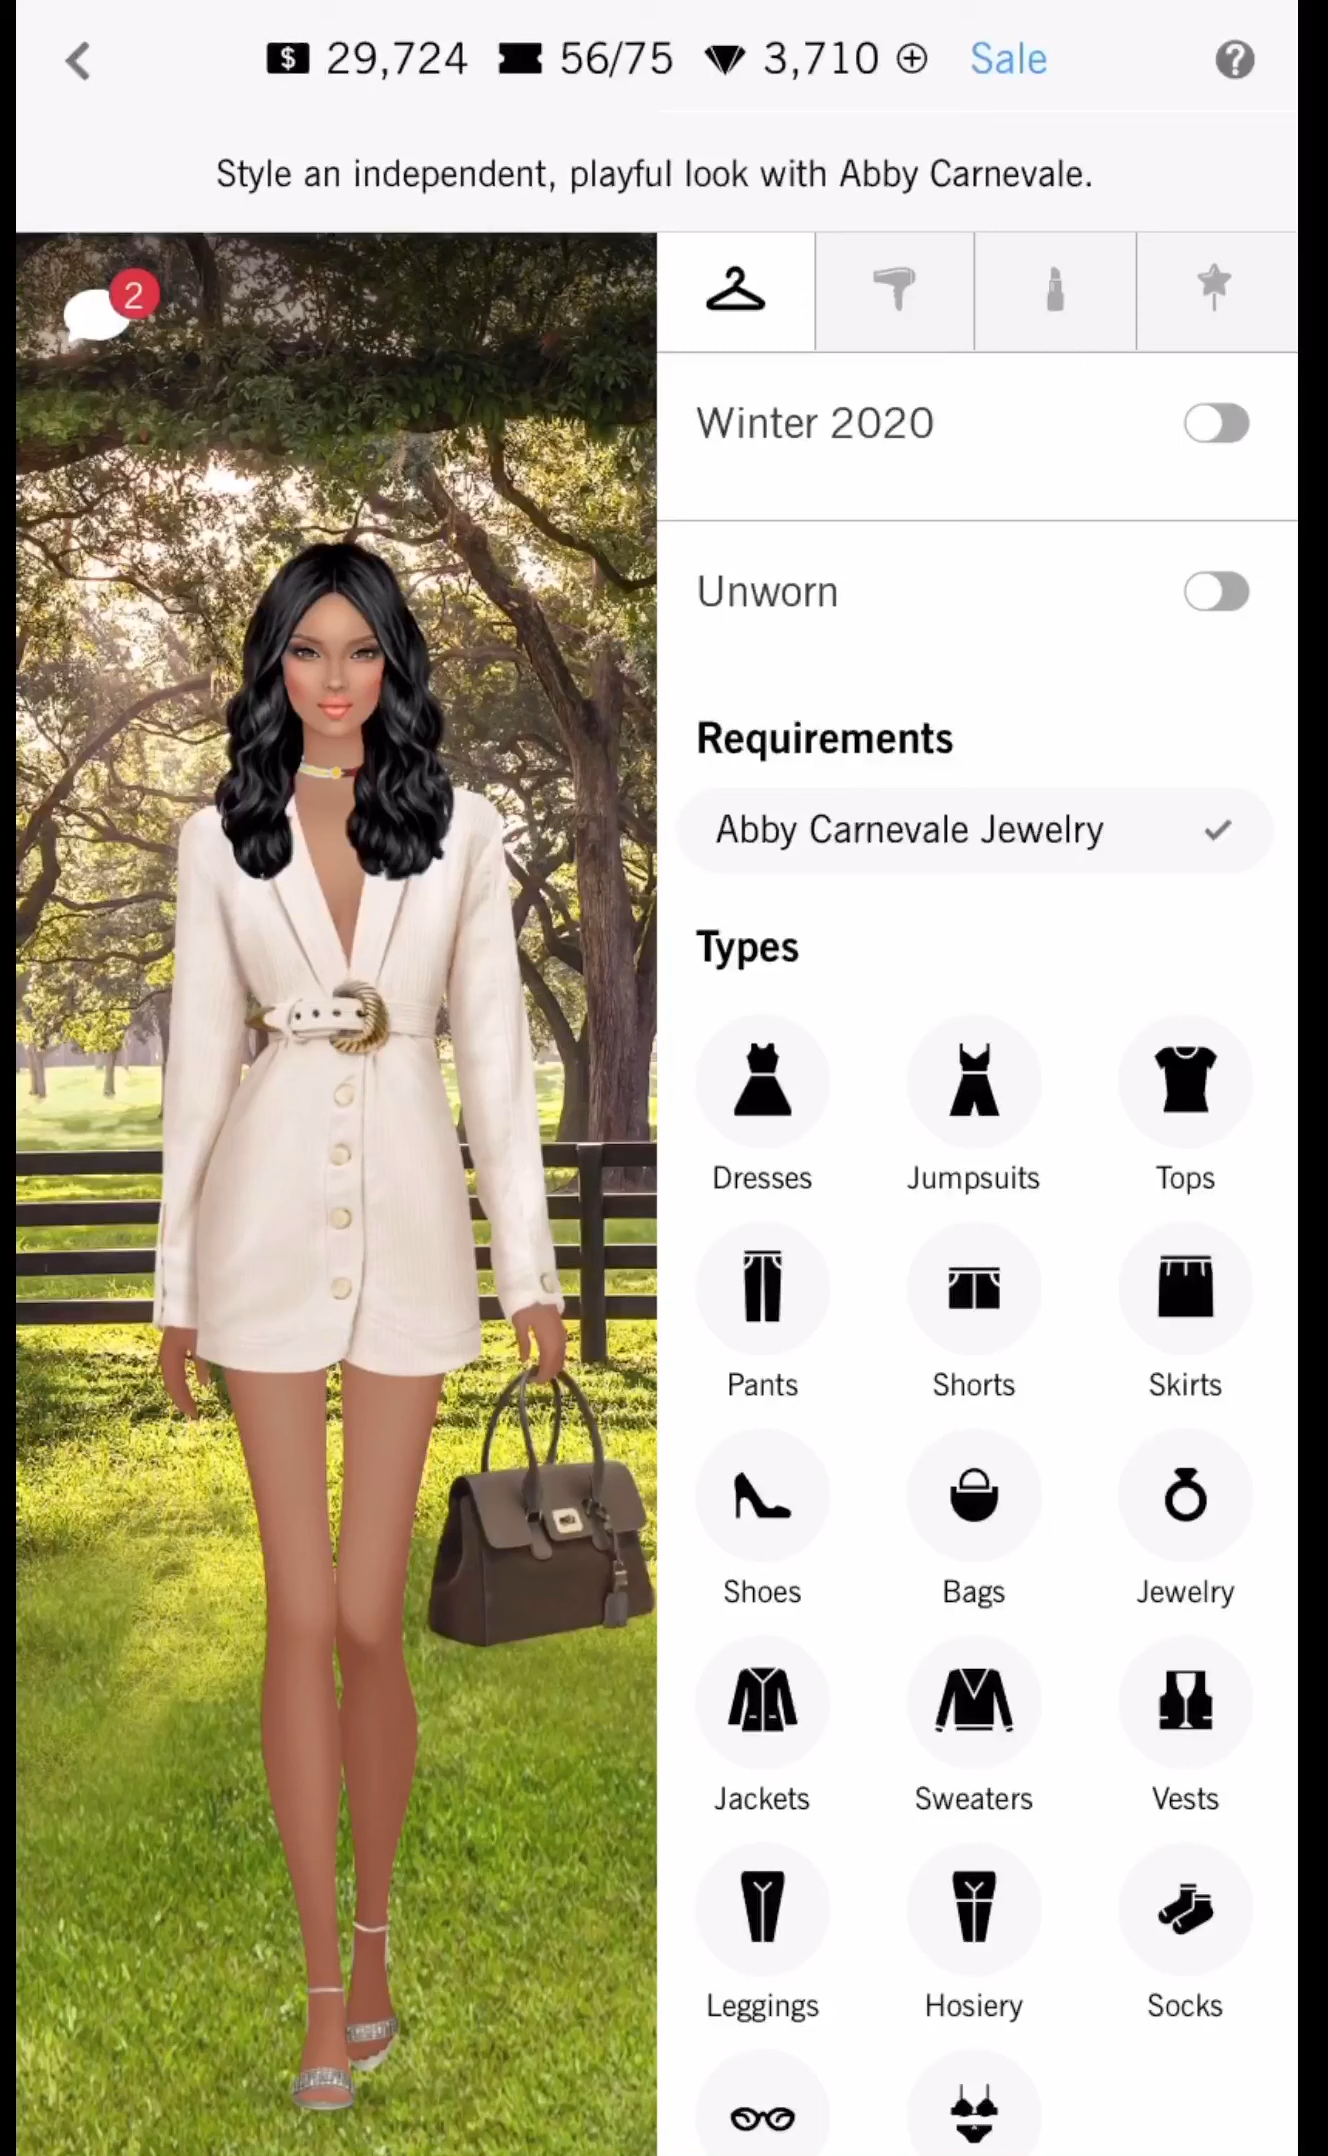 $ 29,724 56/75 3,710 Sale ?
Style an independent, playful look with Abby Carnevale.
2
Winter 2020
Unworn
Requirements
Abby Carnevale Jewelry
Types
Dresses Jumpsuits Tops
Pants Shorts Skirts
Shoes Bags Jewelry
Jackets Sweaters Vests
Leggings Hosiery Socks